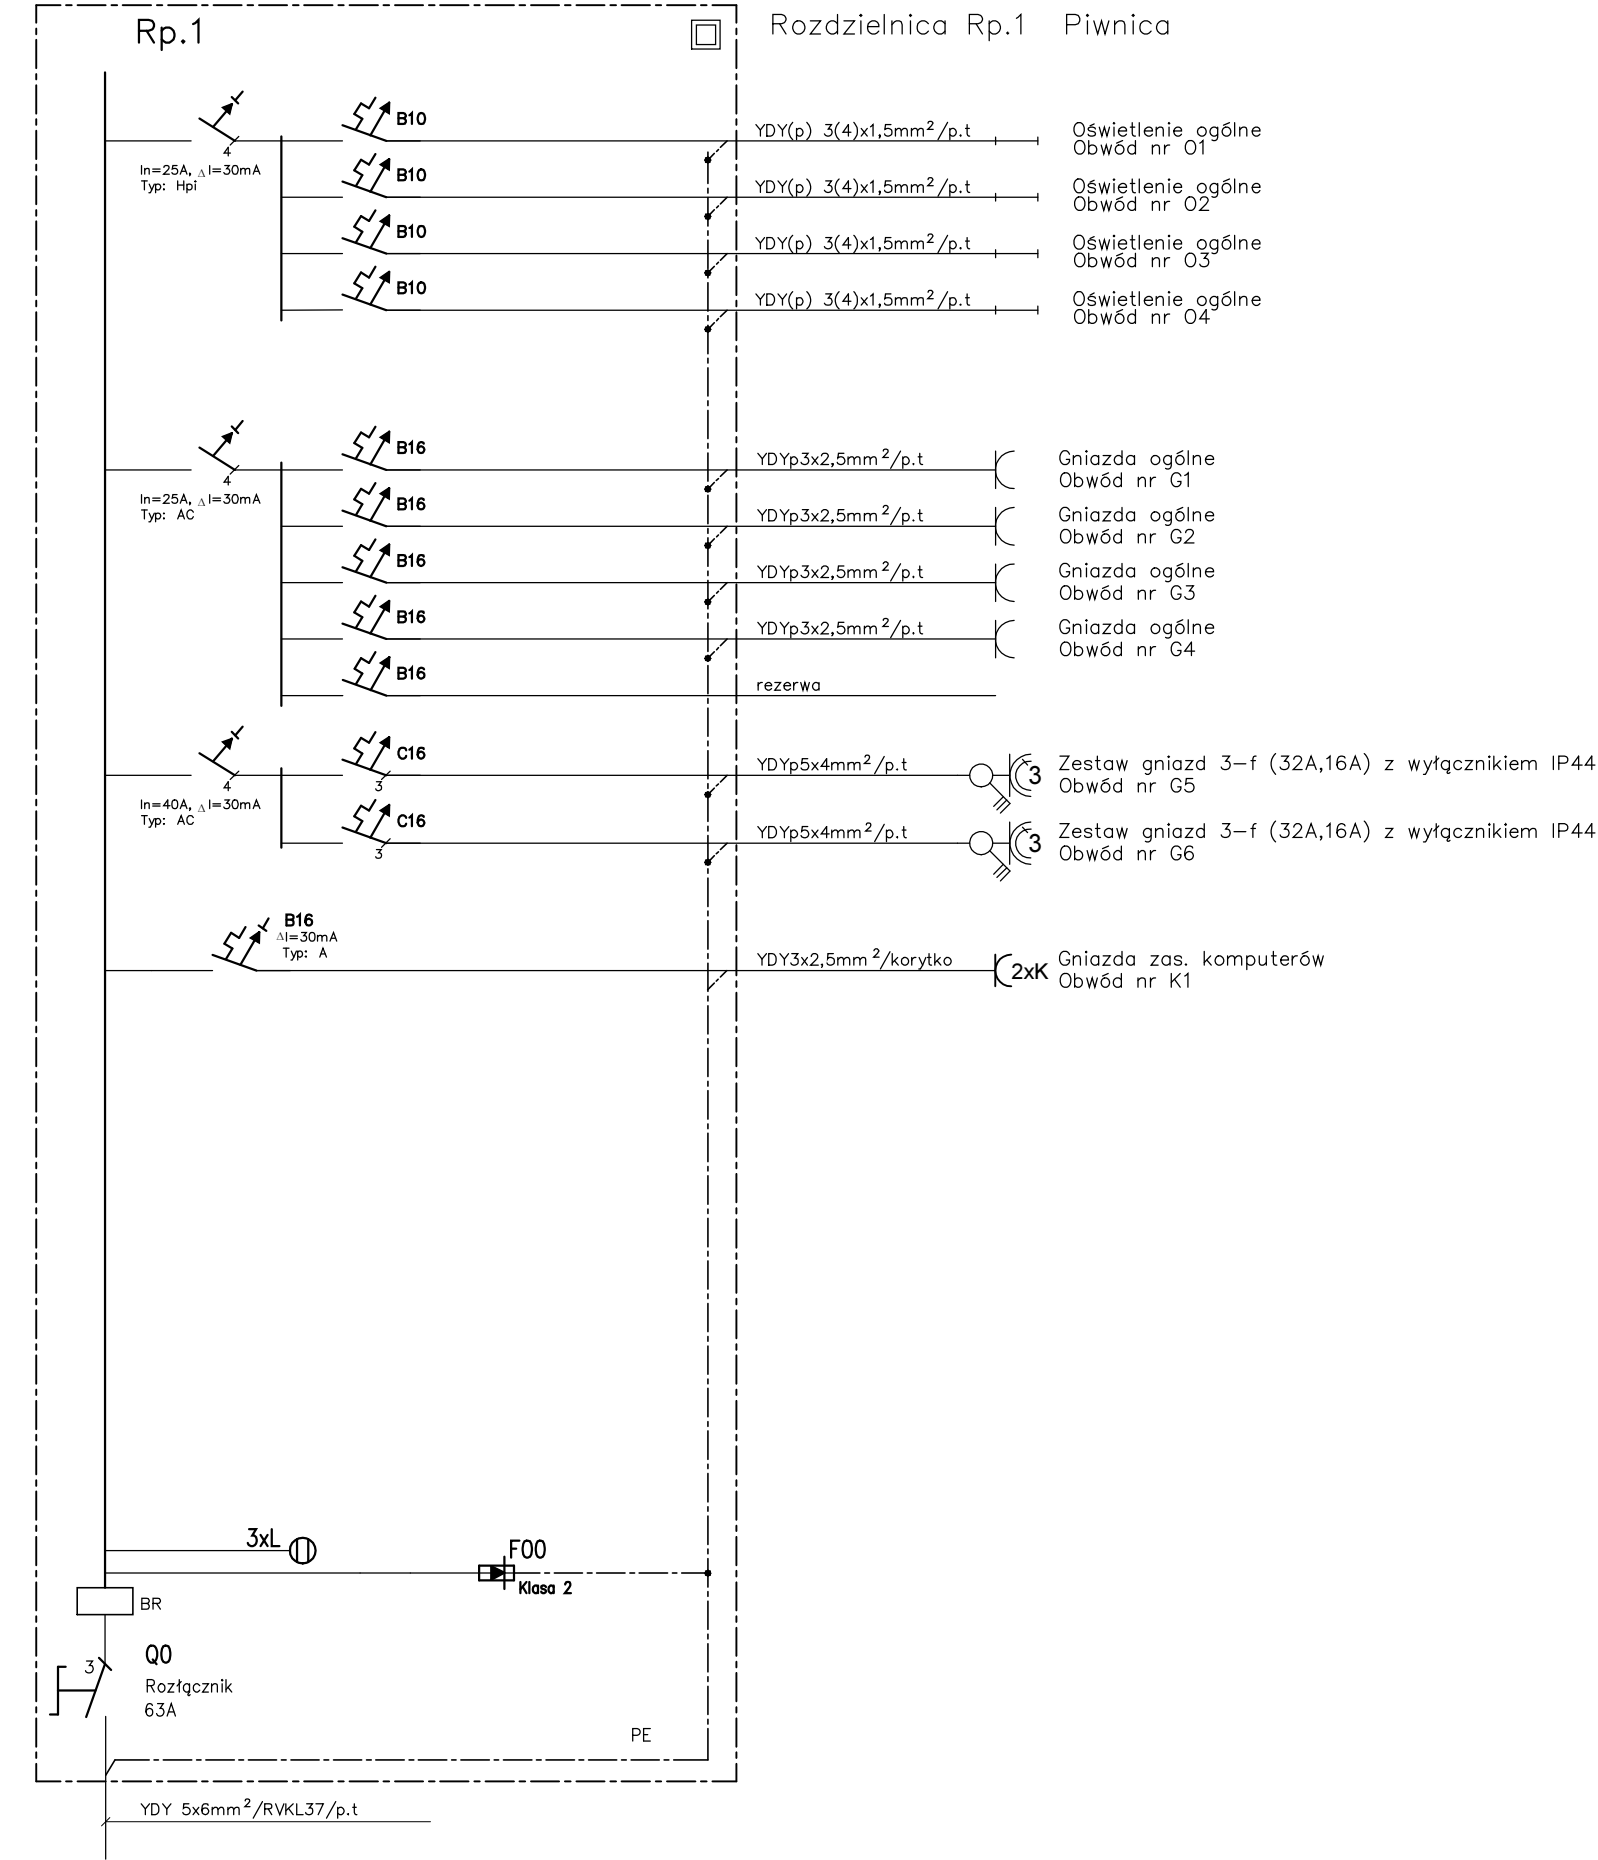 Rp.1
Rozdzielnica Rp.1 Piwnica
B10
YDY(p) 3(4)x1,5mm²/p.t
Oświetlenie ogólne
Obwód nr O1
4
In=25A, ΔI=30mA
Typ: Hpi
B10
YDY(p) 3(4)x1,5mm²/p.t
Oświetlenie ogólne
Obwód nr O2
B10
YDY(p) 3(4)x1,5mm²/p.t
Oświetlenie ogólne
Obwód nr O3
B10
YDY(p) 3(4)x1,5mm²/p.t
Oświetlenie ogólne
Obwód nr O4
B16
YDYp3x2,5mm²/p.t
Gniazda ogólne
Obwód nr G1
4
In=25A, ΔI=30mA
Typ: AC
B16
YDYp3x2,5mm²/p.t
Gniazda ogólne
Obwód nr G2
B16
YDYp3x2,5mm²/p.t
Gniazda ogólne
Obwód nr G3
B16
YDYp3x2,5mm²/p.t
Gniazda ogólne
Obwód nr G4
B16
rezerwa
C16
3
YDYp5x4mm²/p.t
3
Zestaw gniazd 3-f (32A,16A) z wyłącznikiem IP44
Obwód nr G5
4
In=40A, ΔI=30mA
Typ: AC
C16
3
YDYp5x4mm²/p.t
3
Zestaw gniazd 3-f (32A,16A) z wyłącznikiem IP44
Obwód nr G6
B16
ΔI=30mA
Typ: A
YDY3x2,5mm²/korytko
2xK
Gniazda zas. komputerów
Obwód nr K1
3xL
F00
Klasa 2
BR
Q0
3
Rozłącznik
63A
PE
YDY 5x6mm²/RVKL37/p.t